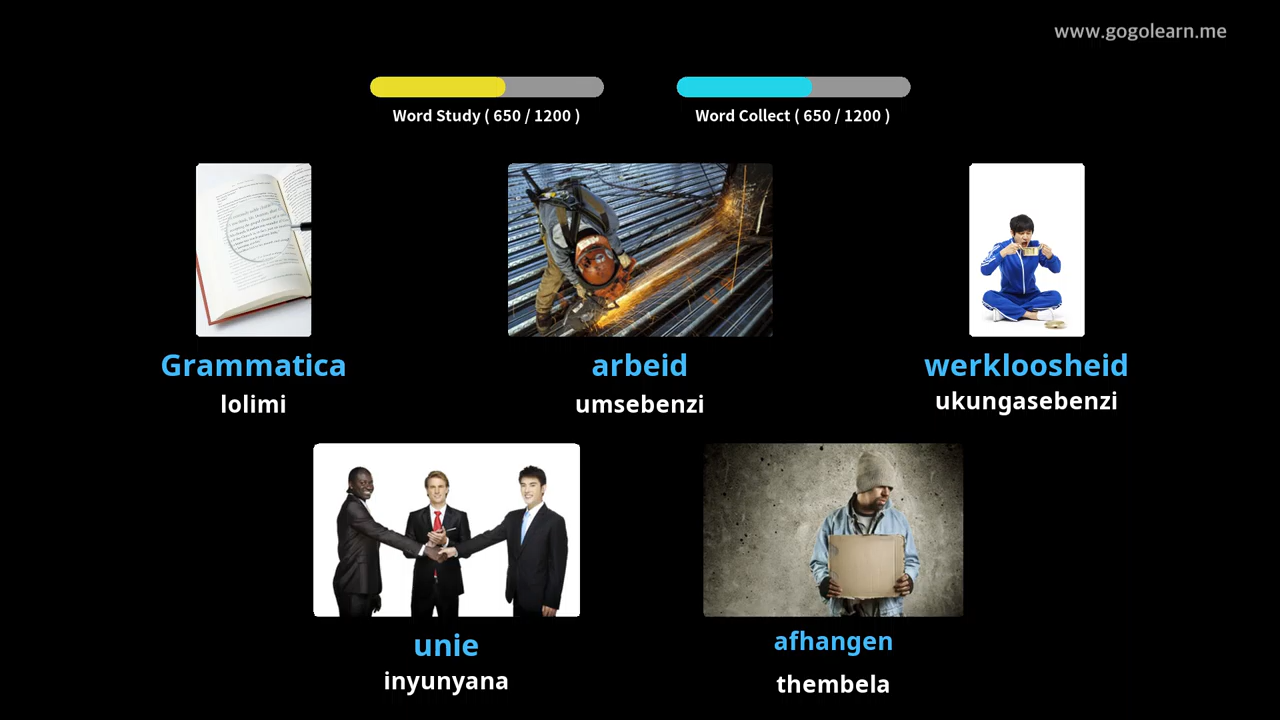 www.gogolearn.me
Word Study ( 650 / 1200 )
Word Collect ( 650 / 1200 )
Grammatica
lolimi
arbeid
umsebenzi
werkloosheid
ukungasebenzi
unie
inyunyana
afhangen
thembela